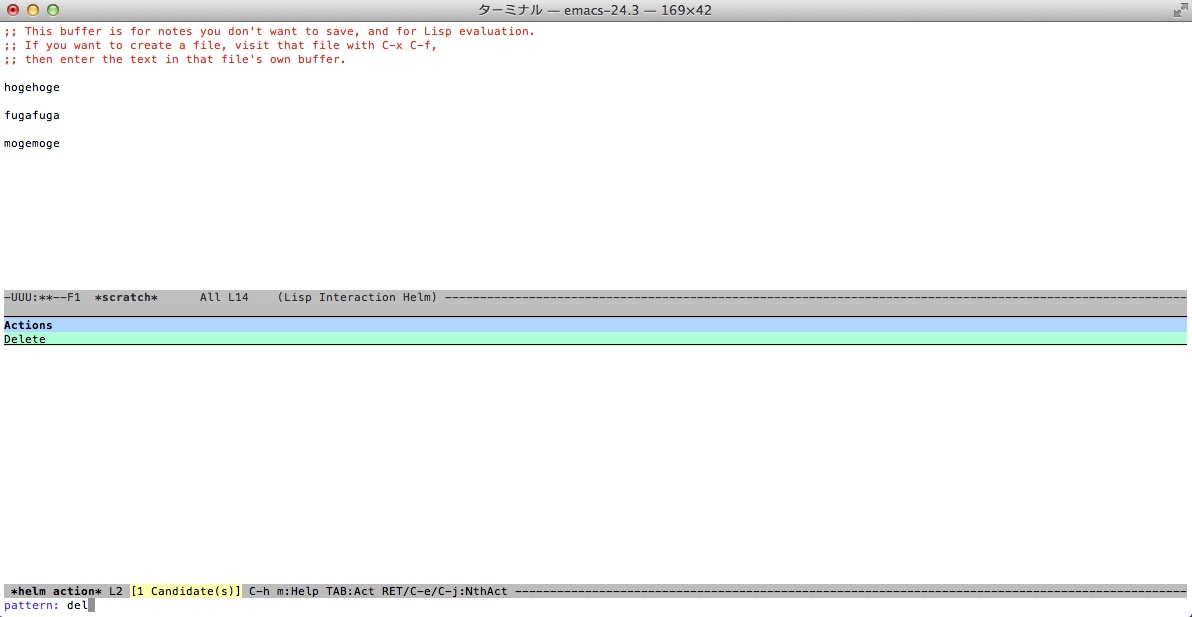 ターミナル — emacs-24.3 — 169×42
;; This buffer is for notes you don't want to save, and for Lisp evaluation.
;; If you want to create a file, visit that file with C-x C-f,
;; then enter the text in that file's own buffer.
hogehoge
fugafuga
mogemoge
-UUU:**--F1  *scratch*      All L14    (Lisp Interaction Helm) ----------------------------------------------------------------------------------------------------------
Actions
Delete
*helm action* L2 [1 Candidate(s)] C-h m:Help TAB:Act RET/C-e/C-j:NthAct ------------------------------------------------------------------------------------------------
pattern: del